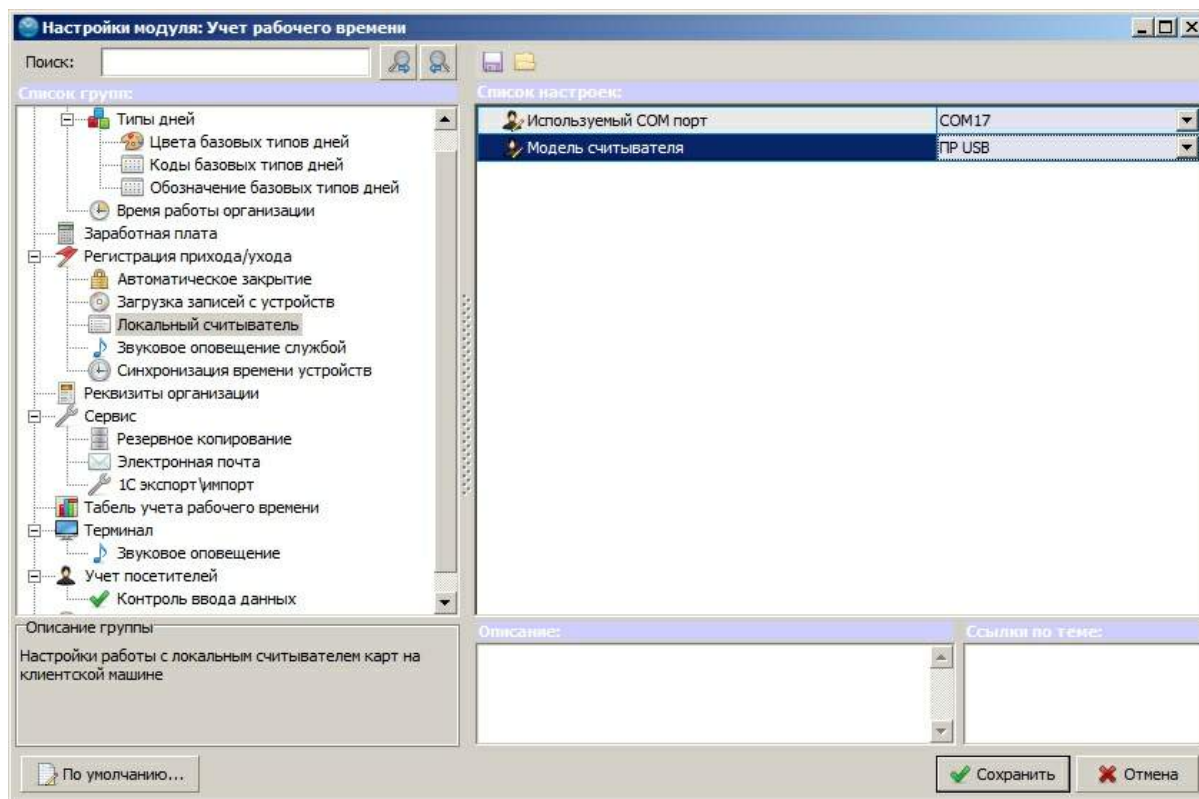 Настройки модуля: Учет рабочего времени
Поиск:
Список групп:
Типы дней
Цвета базовых типов дней
Коды базовых типов дней
Обозначение базовых типов дней
Время работы организации
Заработная плата
Регистрация прихода/ухода
Автоматическое закрытие
Загрузка записей с устройств
Локальный считыватель
Звуковое оповещение службой
Синхронизация времени устройств
Реквизиты организации
Сервис
Резервное копирование
Электронная почта
1С экспорт\импорт
Табель учета рабочего времени
Терминал
Звуковое оповещение
Учет посетителей
Контроль ввода данных
Описание группы
Настройки работы с локальным считывателем карт на
клиентской машине
По умолчанию...
Список настроек:
Используемый COM порт COM17
Модель считывателя ПР USB
Описание:
Ссылки по теме:
Сохранить
Отмена